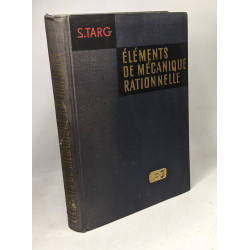 S.TARG
ÉLÉMENTS
DE MÉCANIQUE
RATIONNELLE